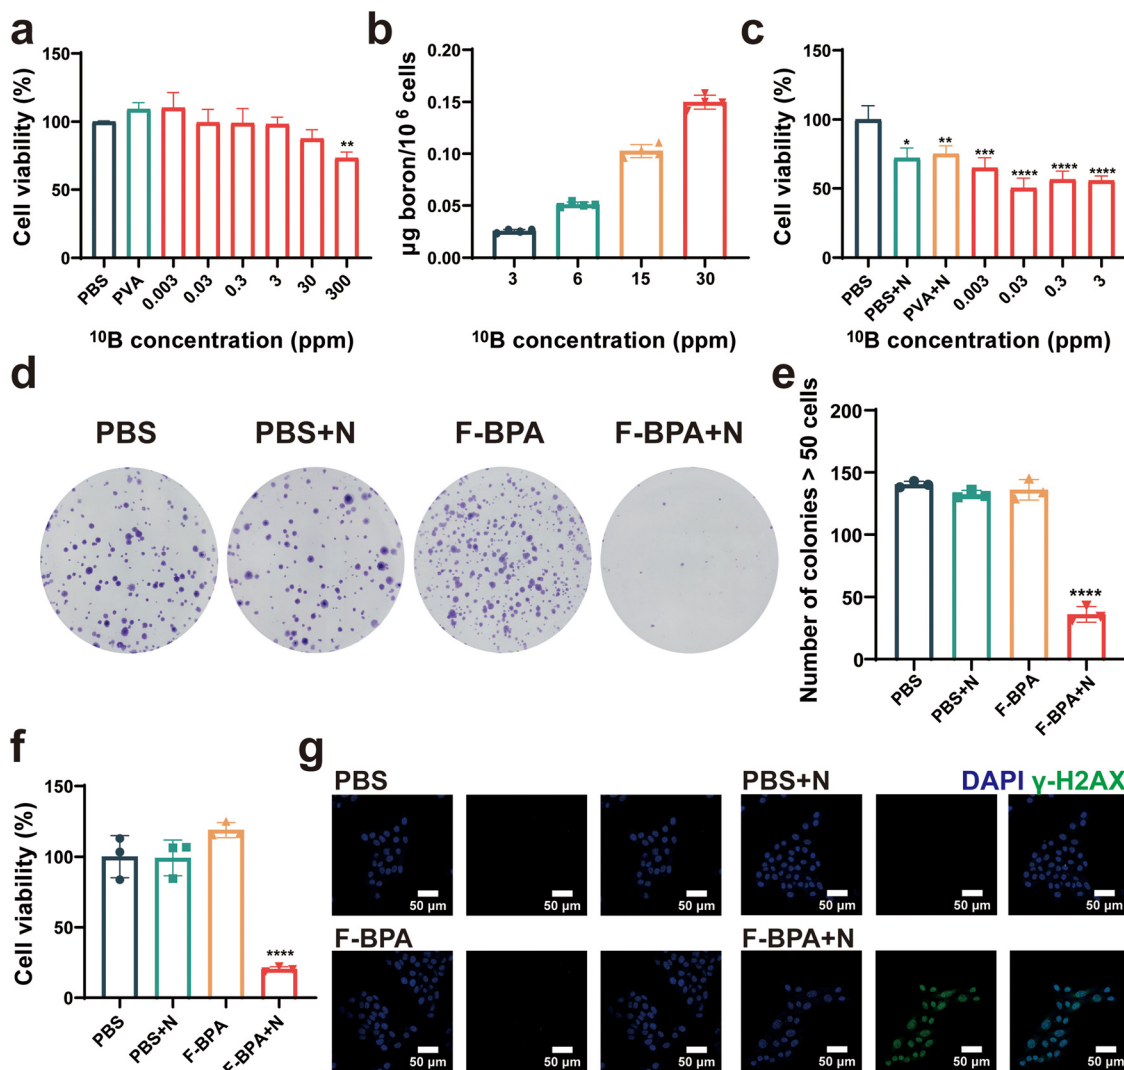 a
150
100
50
0
Cell viability (%)
**
PBS
PVA
0.003
0.03
0.3
3
30
300
¹⁰B concentration (ppm)
b
0.20
0.15
0.10
0.05
0.00
µg boron/10⁶ cells
3
6
15
30
¹⁰B concentration (ppm)
c
150
100
50
0
Cell viability (%)
*
**
***
****
****
****
PBS
PBS+N
PVA+N
0.003
0.03
0.3
3
¹⁰B concentration (ppm)
d
PBS
PBS+N
F-BPA
F-BPA+N
e
200
150
100
50
0
Number of colonies > 50 cells
****
PBS
PBS+N
F-BPA
F-BPA+N
f
150
100
50
0
Cell viability (%)
****
PBS
PBS+N
F-BPA
F-BPA+N
g
PBS
PBS+N
DAPI γ-H2AX
50 µm
50 µm
50 µm
50 µm
50 µm
50 µm
F-BPA
F-BPA+N
50 µm
50 µm
50 µm
50 µm
50 µm
50 µm